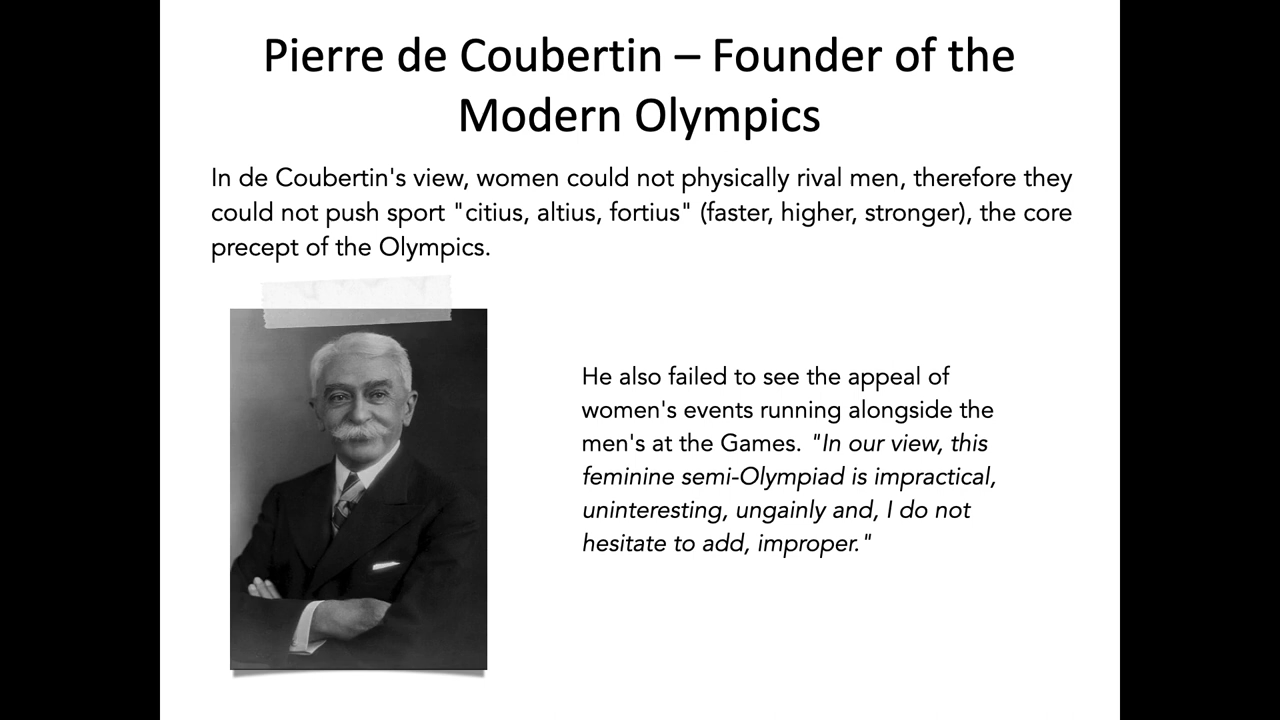 Pierre de Coubertin – Founder of the
Modern Olympics
In de Coubertin's view, women could not physically rival men, therefore they
could not push sport "citius, altius, fortius" (faster, higher, stronger), the core
precept of the Olympics.
He also failed to see the appeal of
women's events running alongside the
men's at the Games. "In our view, this
feminine semi-Olympiad is impractical,
uninteresting, ungainly and, I do not
hesitate to add, improper."